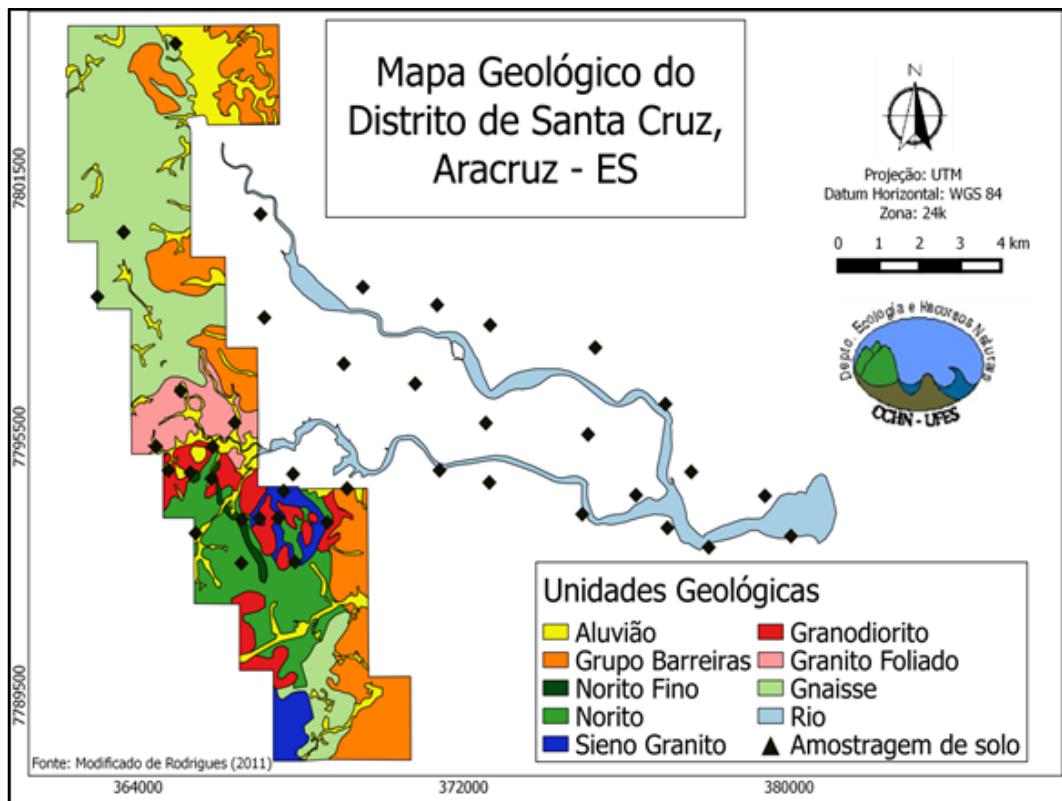 Mapa Geológico do
Distrito de Santa Cruz,
Aracruz - ES
N
Projeção: UTM
Datum Horizontal: WGS 84
Zona: 24k
0 1 2 3 4 km
Depto. Ecologia e Recursos Naturais
CCHN - UFES
7801500
7795500
7789500
Unidades Geológicas
Aluvião
Grupo Barreiras
Norito Fino
Norito
Sieno Granito
Granodiorito
Granito Foliado
Gnaisse
Rio
Amostragem de solo
Fonte: Modificado de Rodrigues (2011)
364000 372000 380000